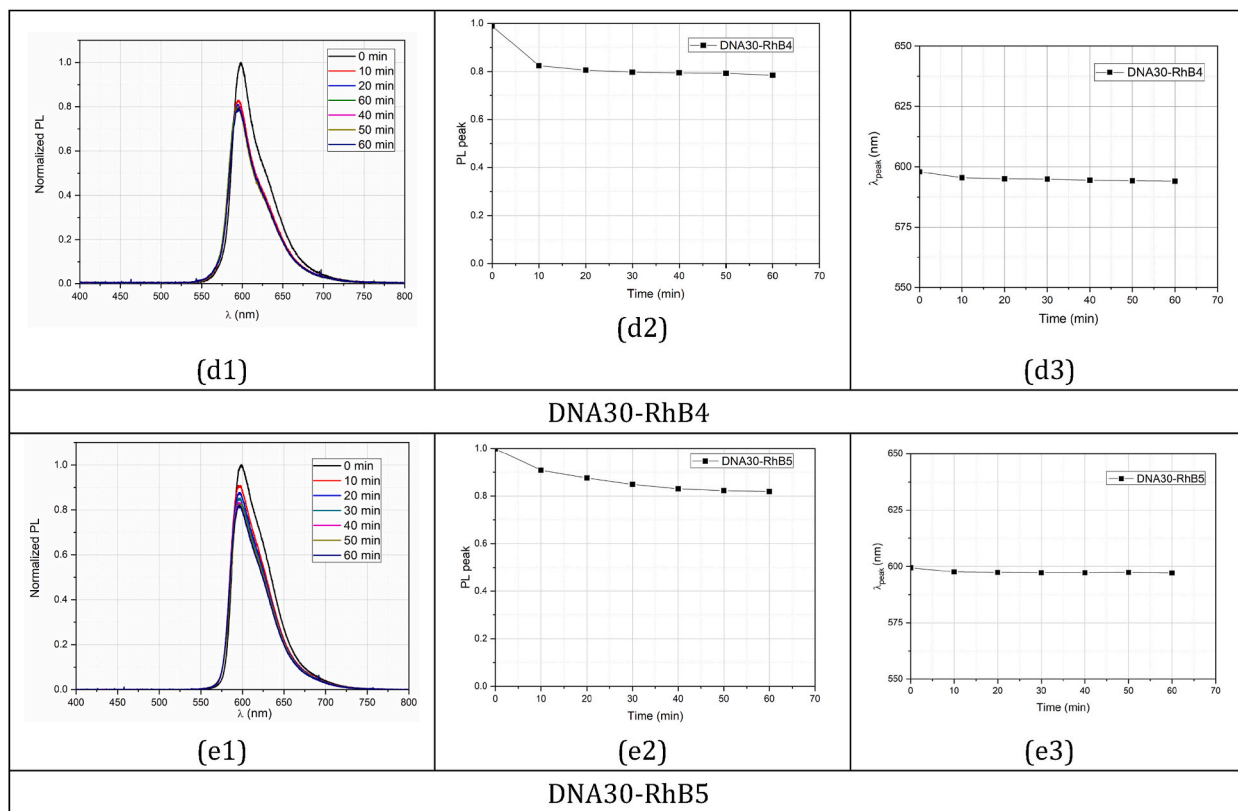 1.0
0.8
0.6
0.4
0.2
0.0
Normalized PL
0 min
10 min
20 min
60 min
40 min
50 min
60 min
400 450 500 550 600 650 700 750 800
λ (nm)
(d1)
1.0
0.8
0.6
0.4
0.2
0.0
PL peak
DNA30-RhB4
0 10 20 30 40 50 60 70
Time (min)
(d2)
650
625
600
575
550
λpeak (nm)
DNA30-RhB4
0 10 20 30 40 50 60 70
Time (min)
(d3)
DNA30-RhB4
1.0
0.8
0.6
0.4
0.2
0.0
Normalized PL
0 min
10 min
20 min
30 min
40 min
50 min
60 min
400 450 500 550 600 650 700 750 800
λ (nm)
(e1)
1.0
0.8
0.6
0.4
0.2
0.0
PL peak
DNA30-RhB5
0 10 20 30 40 50 60 70
Time (min)
(e2)
650
625
600
575
550
λpeak (nm)
DNA30-RhB5
0 10 20 30 40 50 60 70
Time (min)
(e3)
DNA30-RhB5